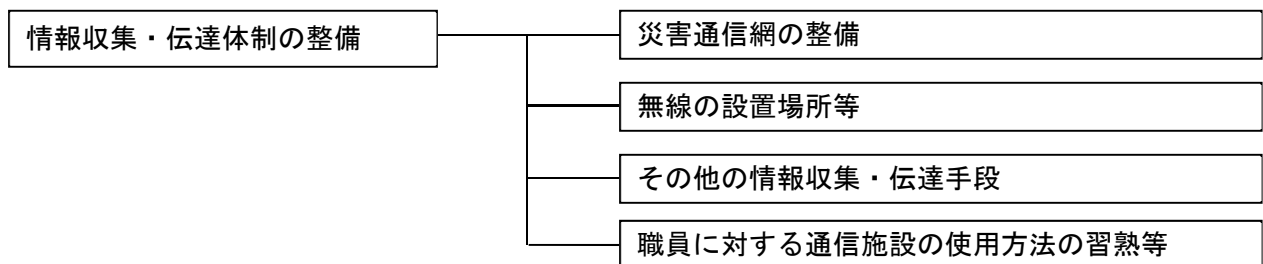 情報収集・伝達体制の整備
災害通信網の整備
無線の設置場所等
その他の情報収集・伝達手段
職員に対する通信施設の使用方法の習熟等